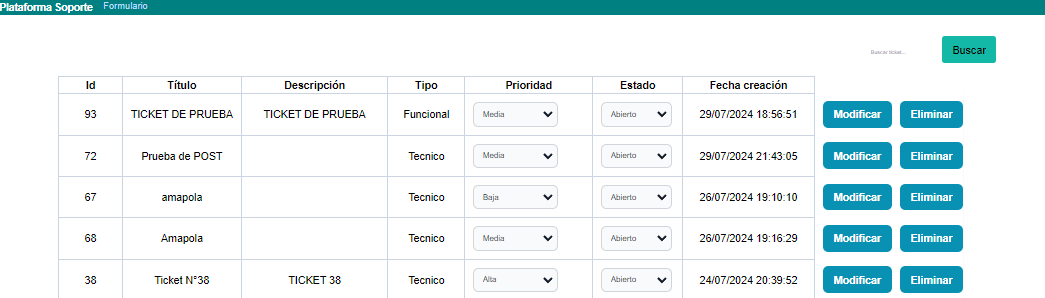 Plataforma Soporte Formulario
Buscar ticket... Buscar
Id Título Descripción Tipo Prioridad Estado Fecha creación
93 TICKET DE PRUEBA TICKET DE PRUEBA Funcional Media Abierto 29/07/2024 18:56:51 Modificar Eliminar
72 Prueba de POST Tecnico Media Abierto 29/07/2024 21:43:05 Modificar Eliminar
67 amapola Tecnico Baja Abierto 26/07/2024 19:10:10 Modificar Eliminar
68 Amapola Tecnico Media Abierto 26/07/2024 19:16:29 Modificar Eliminar
38 Ticket N°38 TICKET 38 Tecnico Alta Abierto 24/07/2024 20:39:52 Modificar Eliminar